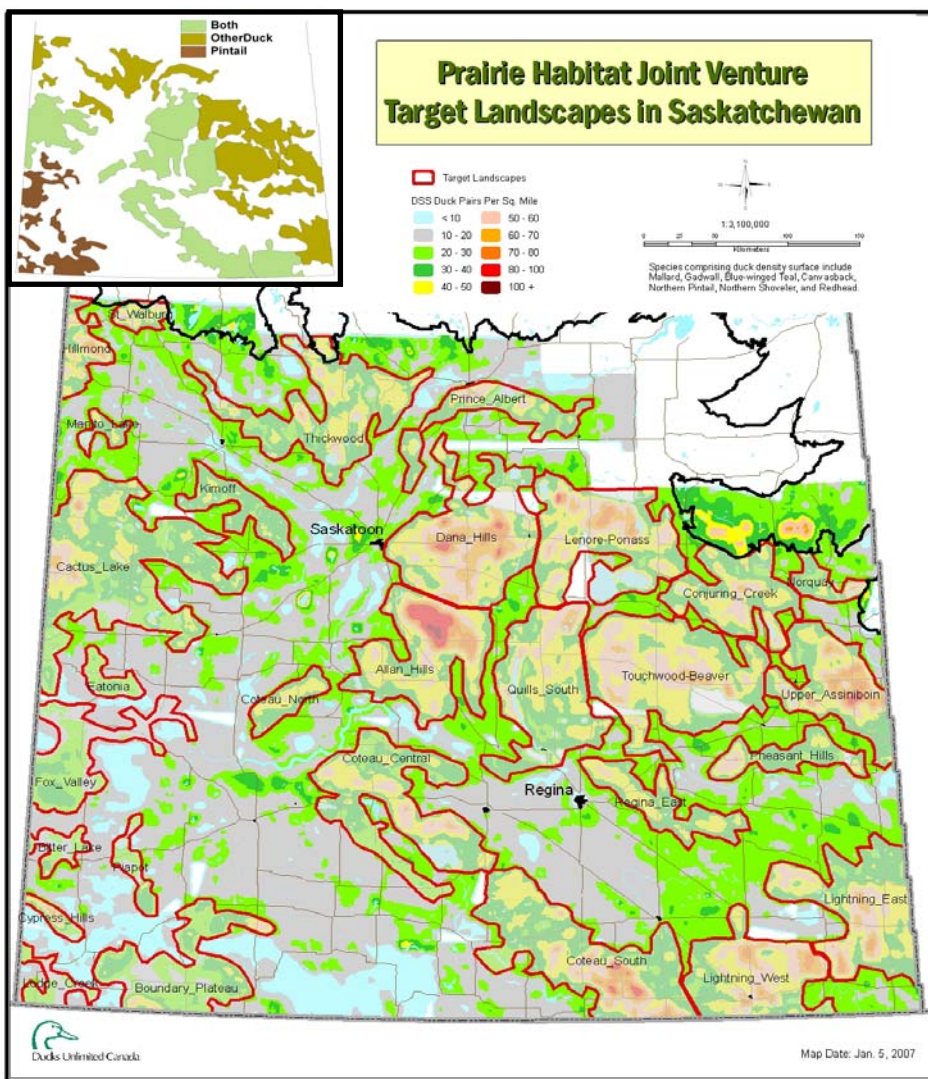 Both
OtherDuck
Pintail
Prairie Habitat Joint Venture
Target Landscapes in Saskatchewan
Target Landscapes
DSS Duck Pairs Per Sq. Mile
< 10
10 - 20
20 - 30
30 - 40
40 - 50
50 - 60
60 - 70
70 - 80
80 - 100
100 +
1:3,100,000
Kilometers
Species comprising duck density surface include
Mallard, Gadwall, Blue-winged Teal, Canvasback,
Northern Pintail, Northern Shoveler, and Redhead.
St_Walburg
Hillmond
Prince_Albert
Manito_Lake
Thickwood
Kimoff
Saskatoon
Dana_Hills
Lenore-Ponass
Cactus_Lake
Conjuring_Creek
Norquay
Allan_Hills
Touchwood-Beaver
Eatonia
Coteau_North
Quills_South
Upper_Assiniboin
Coteau_Central
Pheasant_Hills
Fox_Valley
Regina
Regina_East
Bitter_Lake
Piapot
Lightning_East
Cypress_Hills
Coteau_South
Lightning_West
Lodge_Creek
Boundary_Plateau
Ducks Unlimited Canada
Map Date: Jan. 5, 2007